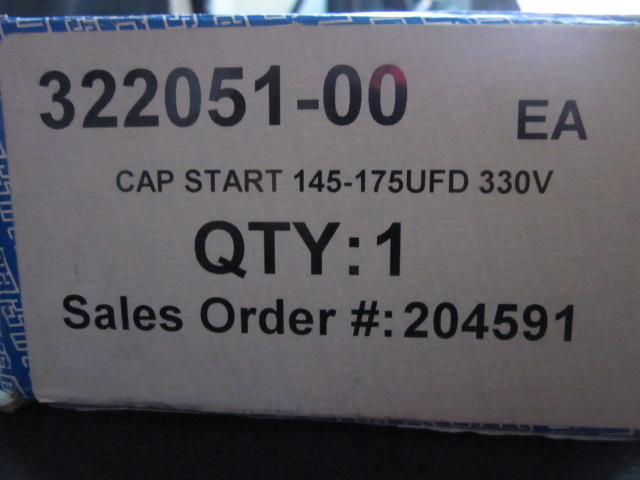 322051-00 EA
CAP START 145-175UFD 330V
QTY:1
Sales Order #:204591